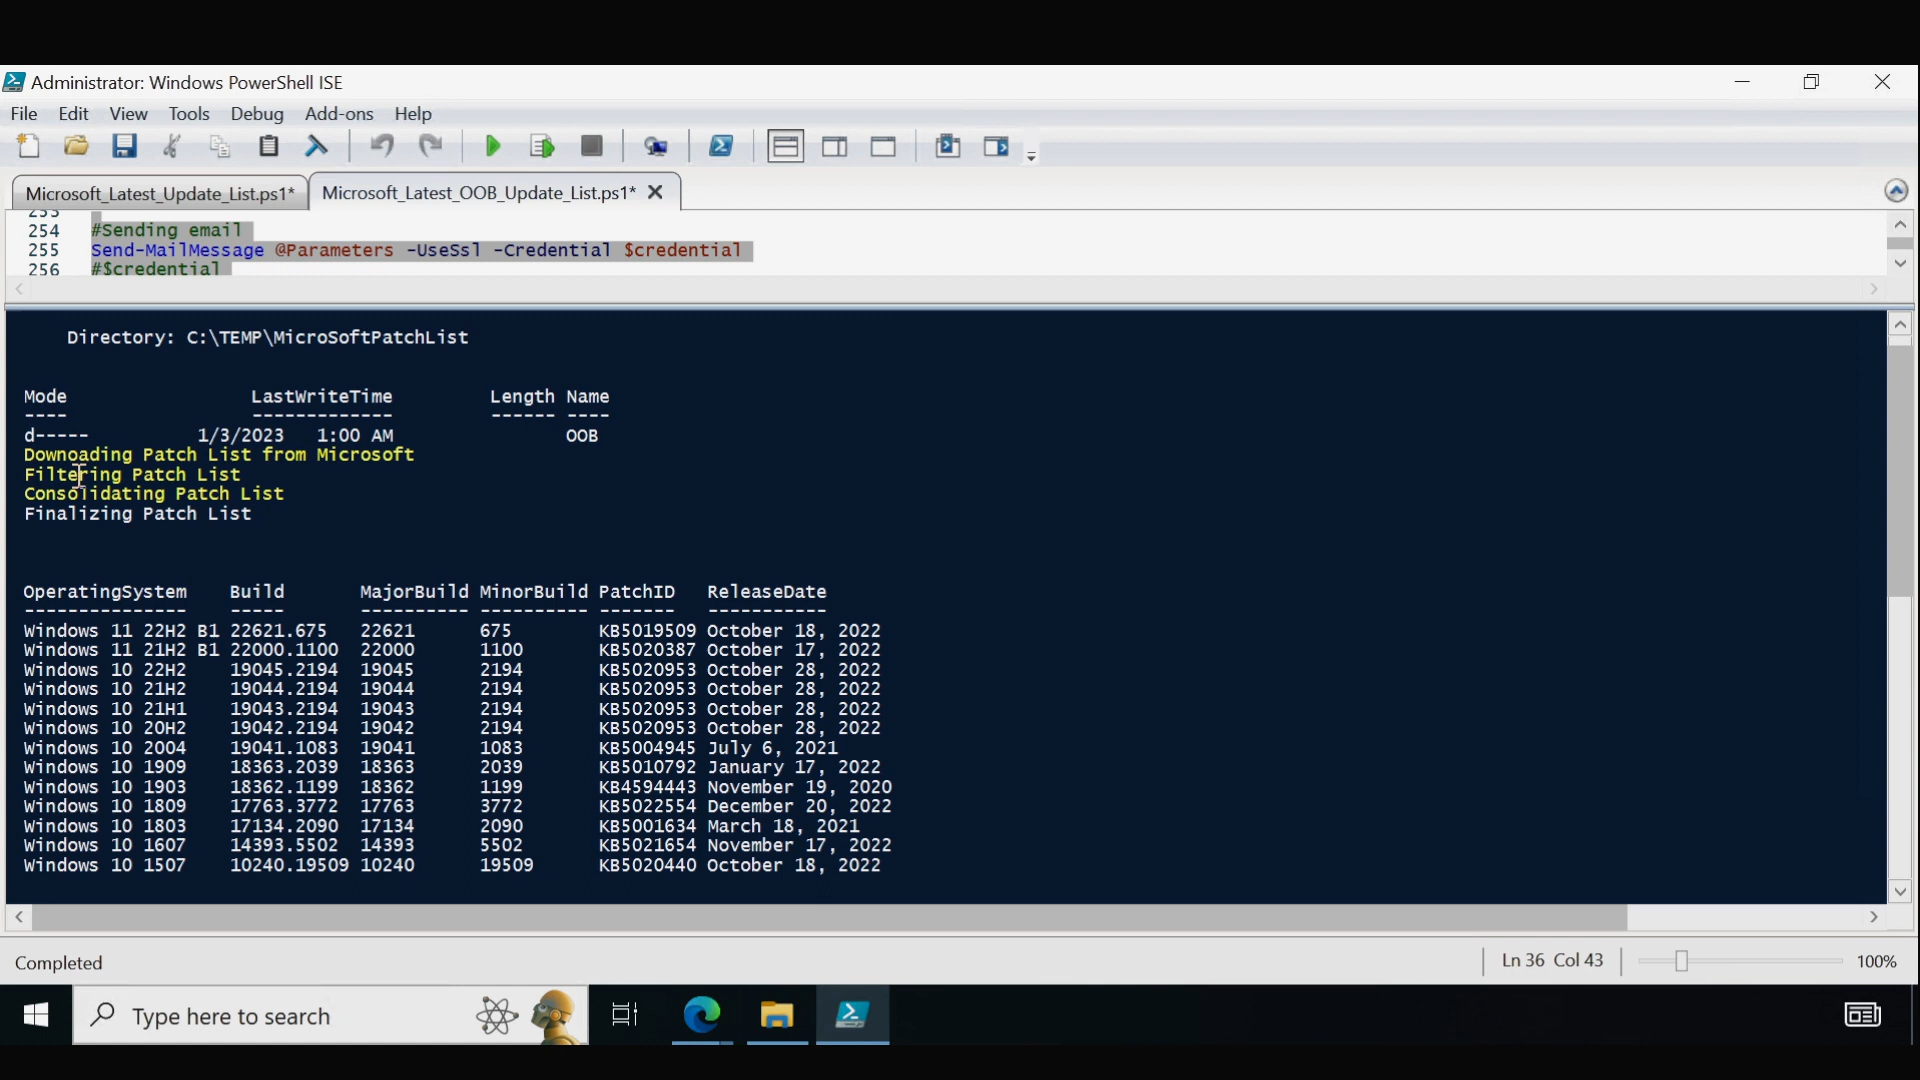 Administrator: Windows PowerShell ISE
File Edit View Tools Debug Add-ons Help
Microsoft_Latest_Update_List.ps1* Microsoft_Latest_OOB_Update_List.ps1*
253
254 #Sending email
255 Send-MailMessage @Parameters -UseSsl -Credential $credential
256 #$credential
Directory: C:\TEMP\MicroSoftPatchList
Mode LastWriteTime Length Name
---- ------------- ------ ----
d----- 1/3/2023 1:00 AM OOB
Downoading Patch List from Microsoft
Filtering Patch List
Consolidating Patch List
Finalizing Patch List
OperatingSystem Build MajorBuild MinorBuild PatchID ReleaseDate
--------------- ----- ---------- ---------- ------- -----------
Windows 11 22H2 B1 22621.675 22621 675 KB5019509 October 18, 2022
Windows 11 21H2 B1 22000.1100 22000 1100 KB5020387 October 17, 2022
Windows 10 22H2 19045.2194 19045 2194 KB5020953 October 28, 2022
Windows 10 21H2 19044.2194 19044 2194 KB5020953 October 28, 2022
Windows 10 21H1 19043.2194 19043 2194 KB5020953 October 28, 2022
Windows 10 20H2 19042.2194 19042 2194 KB5020953 October 28, 2022
Windows 10 2004 19041.1083 19041 1083 KB5004945 July 6, 2021
Windows 10 1909 18363.2039 18363 2039 KB5010792 January 17, 2022
Windows 10 1903 18362.1199 18362 1199 KB4594443 November 19, 2020
Windows 10 1809 17763.3772 17763 3772 KB5022554 December 20, 2022
Windows 10 1803 17134.2090 17134 2090 KB5001634 March 18, 2021
Windows 10 1607 14393.5502 14393 5502 KB5021654 November 17, 2022
Windows 10 1507 10240.19509 10240 19509 KB5020440 October 18, 2022
Completed Ln 36 Col 43 100%
Type here to search